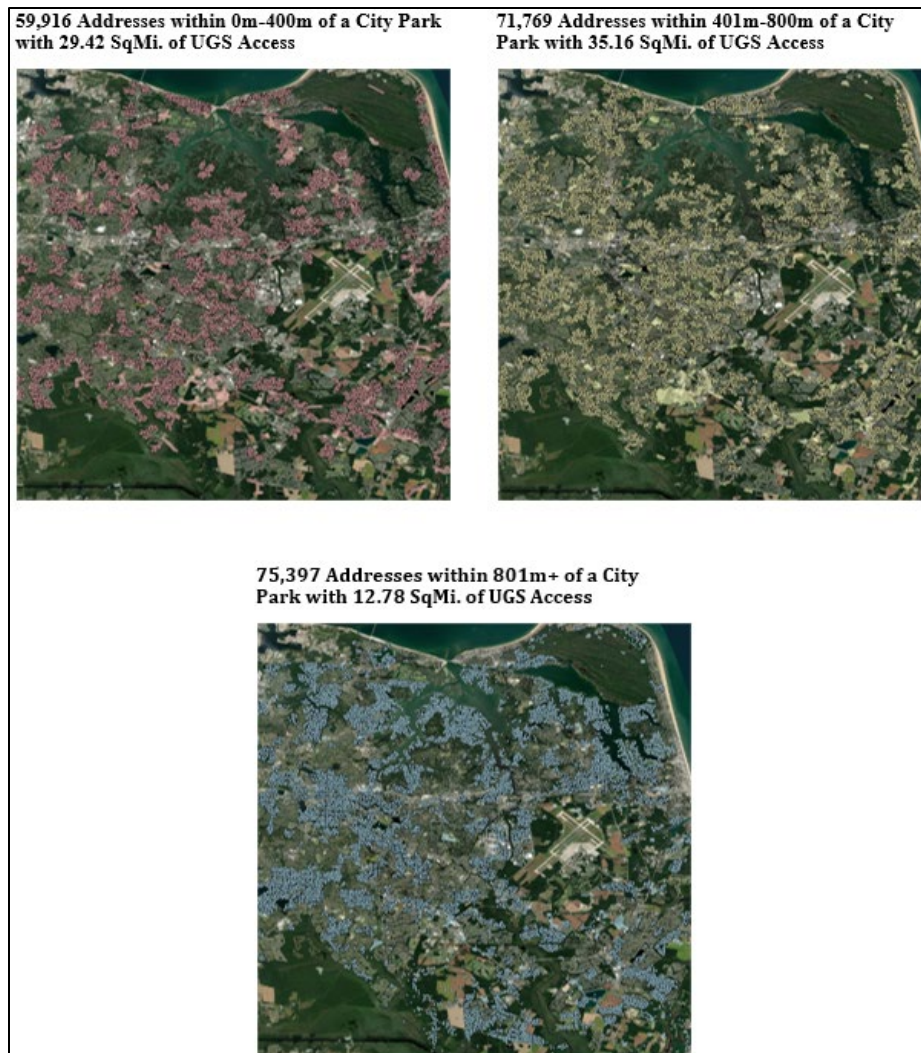 59,916 Addresses within 0m-400m of a City Park
with 29.42 SqMi. of UGS Access
71,769 Addresses within 401m-800m of a City
Park with 35.16 SqMi. of UGS Access
75,397 Addresses within 801m+ of a City
Park with 12.78 SqMi. of UGS Access